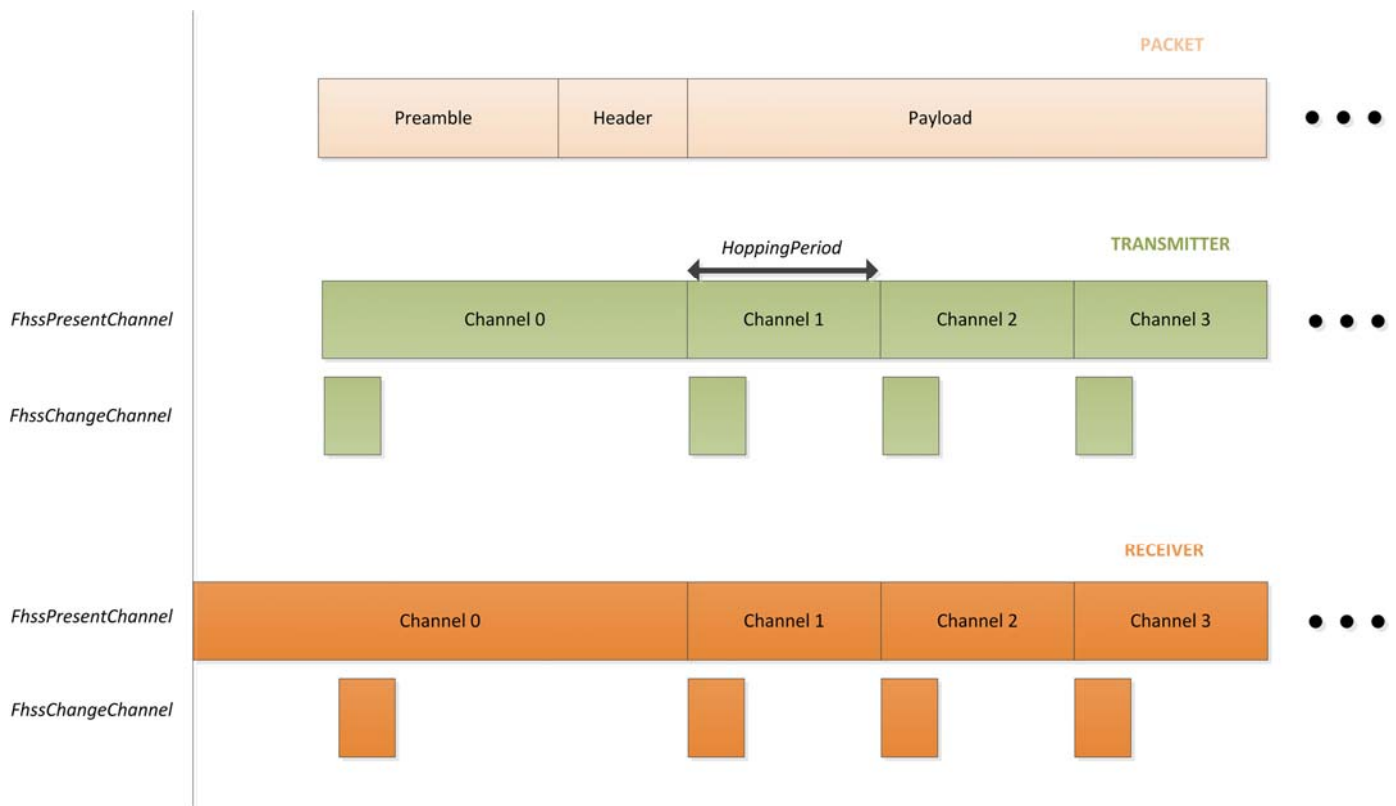 PACKET
Preamble
Header
Payload
HoppingPeriod
TRANSMITTER
FhssPresentChannel
Channel 0
Channel 1
Channel 2
Channel 3
FhssChangeChannel
RECEIVER
FhssPresentChannel
Channel 0
Channel 1
Channel 2
Channel 3
FhssChangeChannel